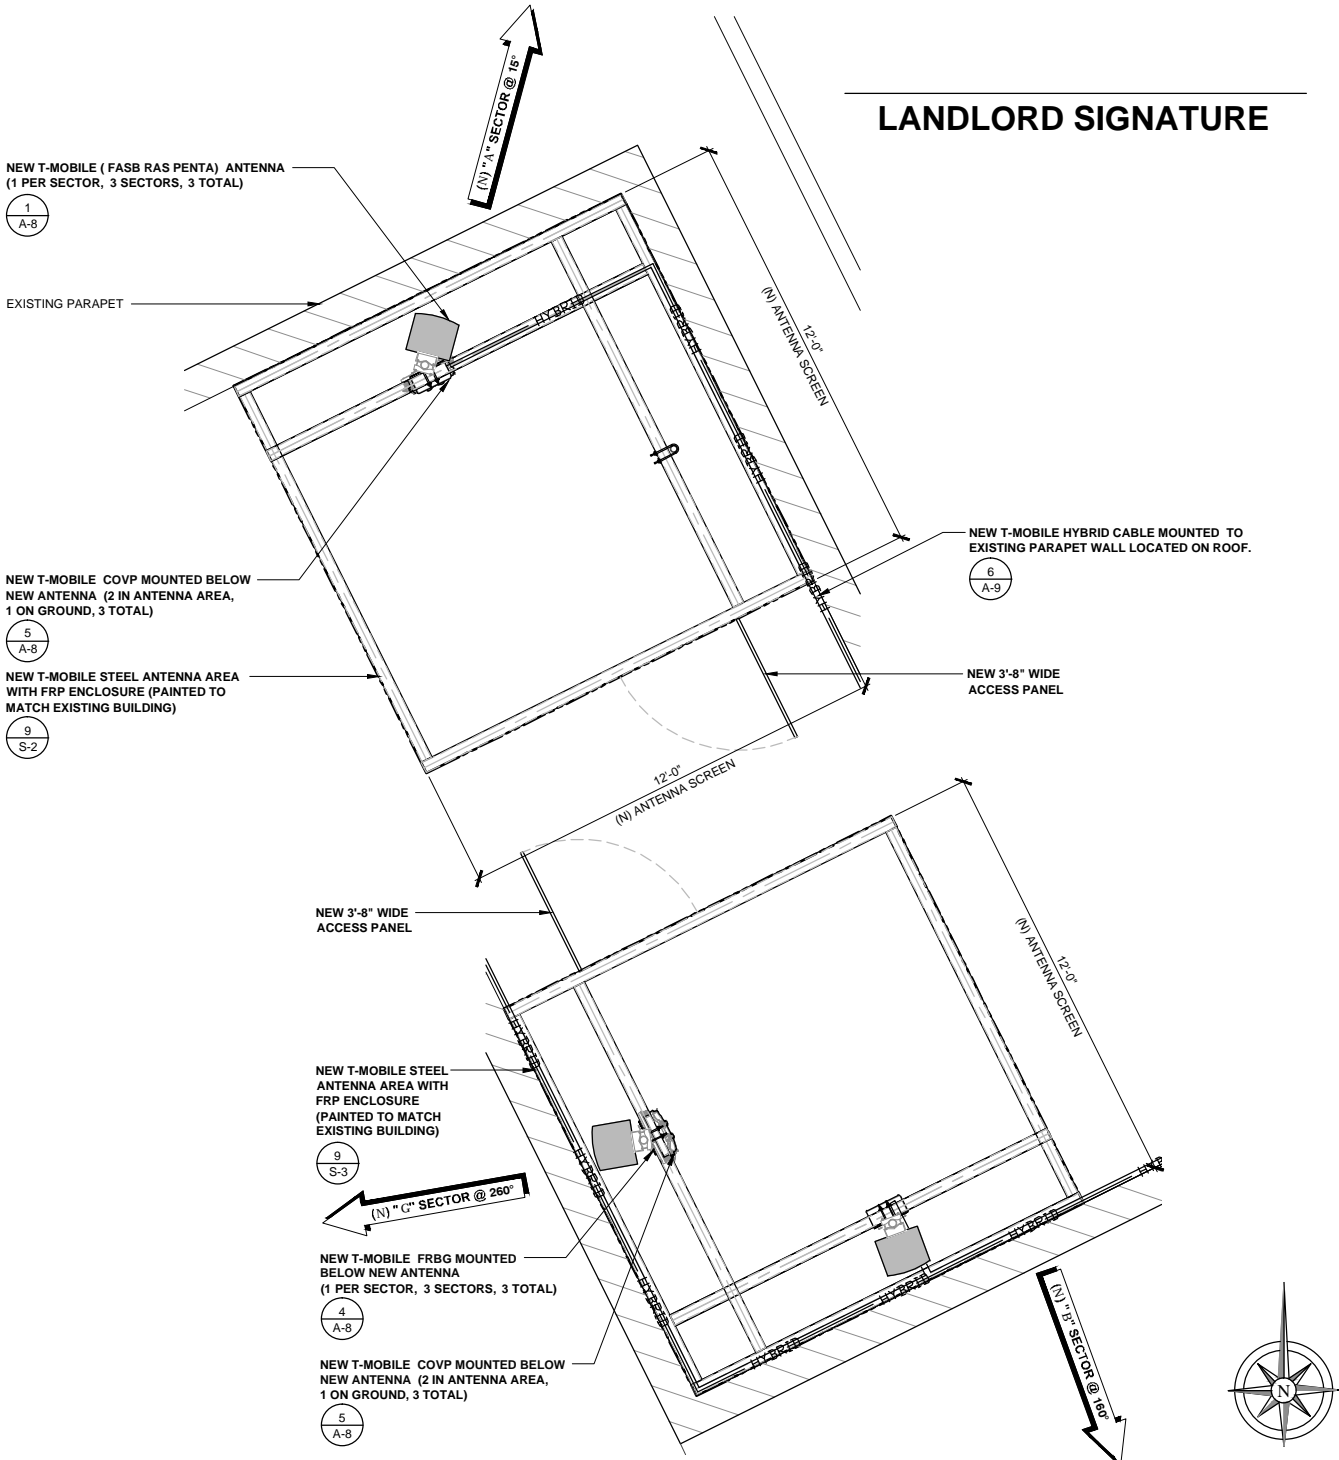 LANDLORD SIGNATURE
(N) "A" SECTOR @ 15°
NEW T-MOBILE ( FASB RAS PENTA) ANTENNA
(1 PER SECTOR, 3 SECTORS, 3 TOTAL)
1
A-8
EXISTING PARAPET
HYBRID
HYBRID
HYBRID
HYBRID
12'-0"
(N) ANTENNA SCREEN
NEW T-MOBILE HYBRID CABLE MOUNTED TO
EXISTING PARAPET WALL LOCATED ON ROOF.
6
A-9
NEW T-MOBILE COVP MOUNTED BELOW
NEW ANTENNA (2 IN ANTENNA AREA,
1 ON GROUND, 3 TOTAL)
5
A-8
NEW T-MOBILE STEEL ANTENNA AREA
WITH FRP ENCLOSURE (PAINTED TO
MATCH EXISTING BUILDING)
9
S-2
NEW 3'-8" WIDE
ACCESS PANEL
12'-0"
(N) ANTENNA SCREEN
NEW 3'-8" WIDE
ACCESS PANEL
12'-0"
(N) ANTENNA SCREEN
HYBRID
NEW T-MOBILE STEEL
ANTENNA AREA WITH
FRP ENCLOSURE
(PAINTED TO MATCH
EXISTING BUILDING)
9
S-3
HYBRID
(N) "G" SECTOR @ 260°
HYBRID
HYBRID
HYBRID
HYBRID
NEW T-MOBILE FRBG MOUNTED
BELOW NEW ANTENNA
(1 PER SECTOR, 3 SECTORS, 3 TOTAL)
4
A-8
NEW T-MOBILE COVP MOUNTED BELOW
NEW ANTENNA (2 IN ANTENNA AREA,
1 ON GROUND, 3 TOTAL)
5
A-8
(N) "B" SECTOR @ 160°
N